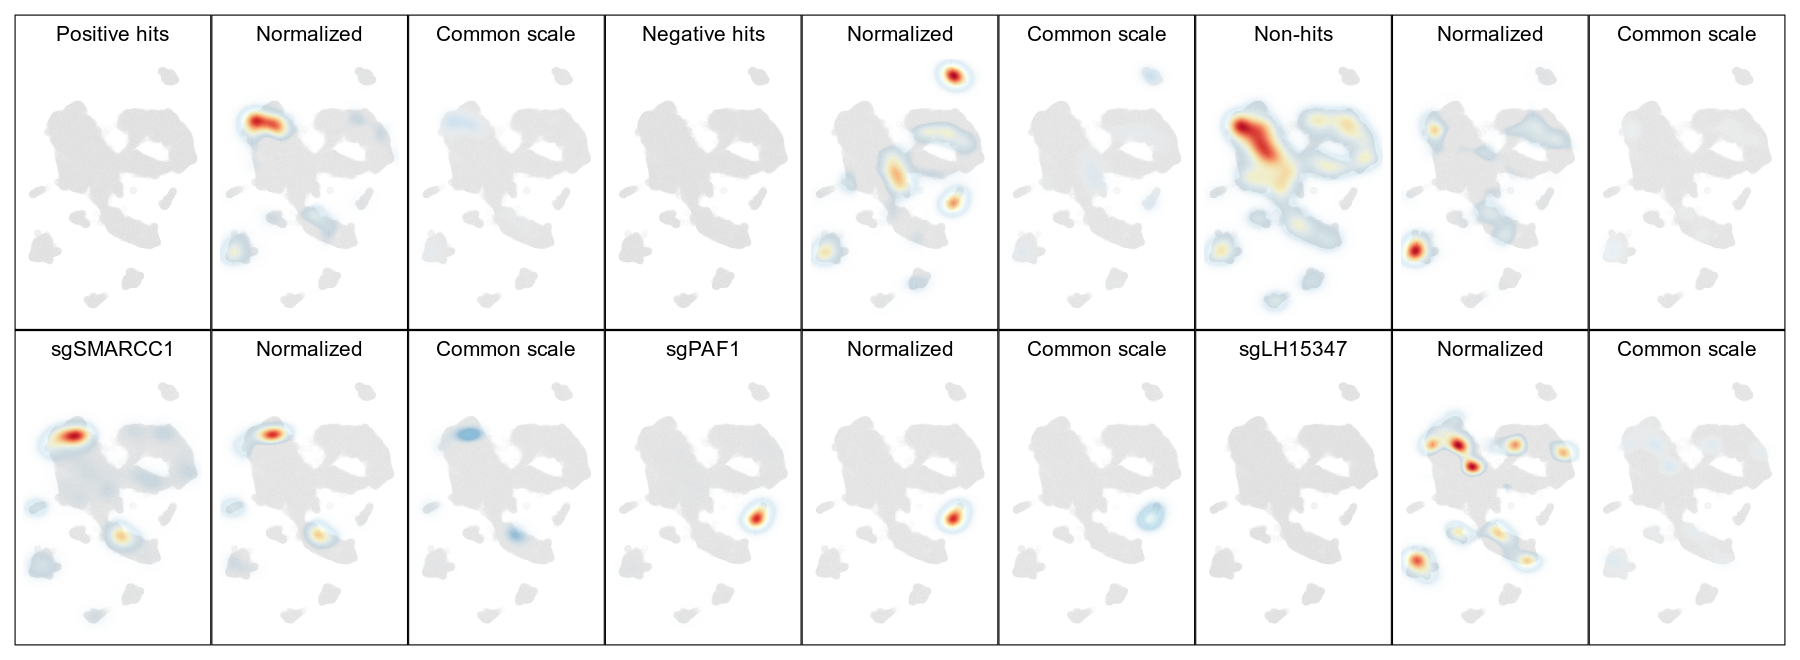 Positive hits
Normalized
Common scale
Negative hits
Normalized
Common scale
Non-hits
Normalized
Common scale
sgSMARCC1
Normalized
Common scale
sgPAF1
Normalized
Common scale
sgLH15347
Normalized
Common scale